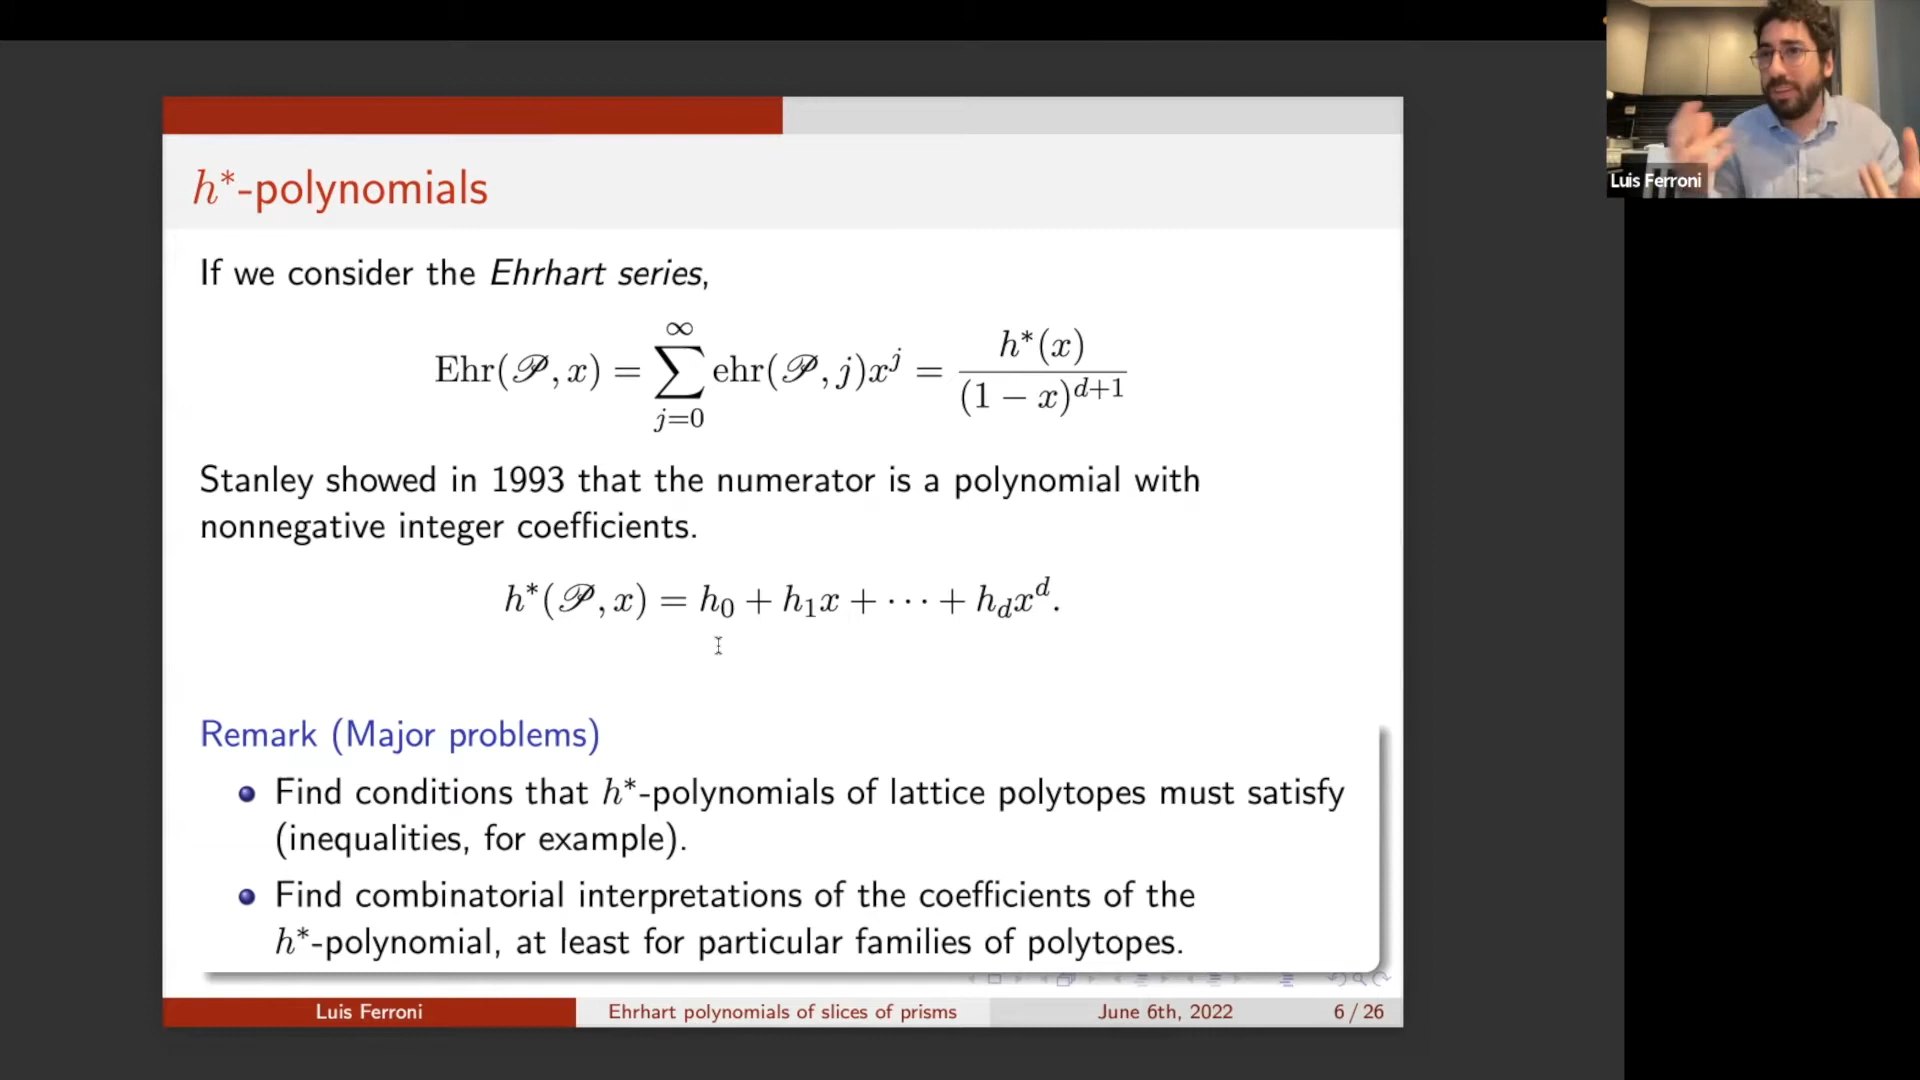 Luis Ferroni
h*-polynomials
If we consider the Ehrhart series,
Ehr(𝒫, x) = ∑_{j=0}^{∞} ehr(𝒫, j)x^j = h*(x) / (1 − x)^{d+1}
Stanley showed in 1993 that the numerator is a polynomial with
nonnegative integer coefficients.
h*(𝒫, x) = h₀ + h₁x + ⋯ + h_d x^d.
Remark (Major problems)
Find conditions that h*-polynomials of lattice polytopes must satisfy
(inequalities, for example).
Find combinatorial interpretations of the coefficients of the
h*-polynomial, at least for particular families of polytopes.
Luis Ferroni Ehrhart polynomials of slices of prisms June 6th, 2022 6 / 26